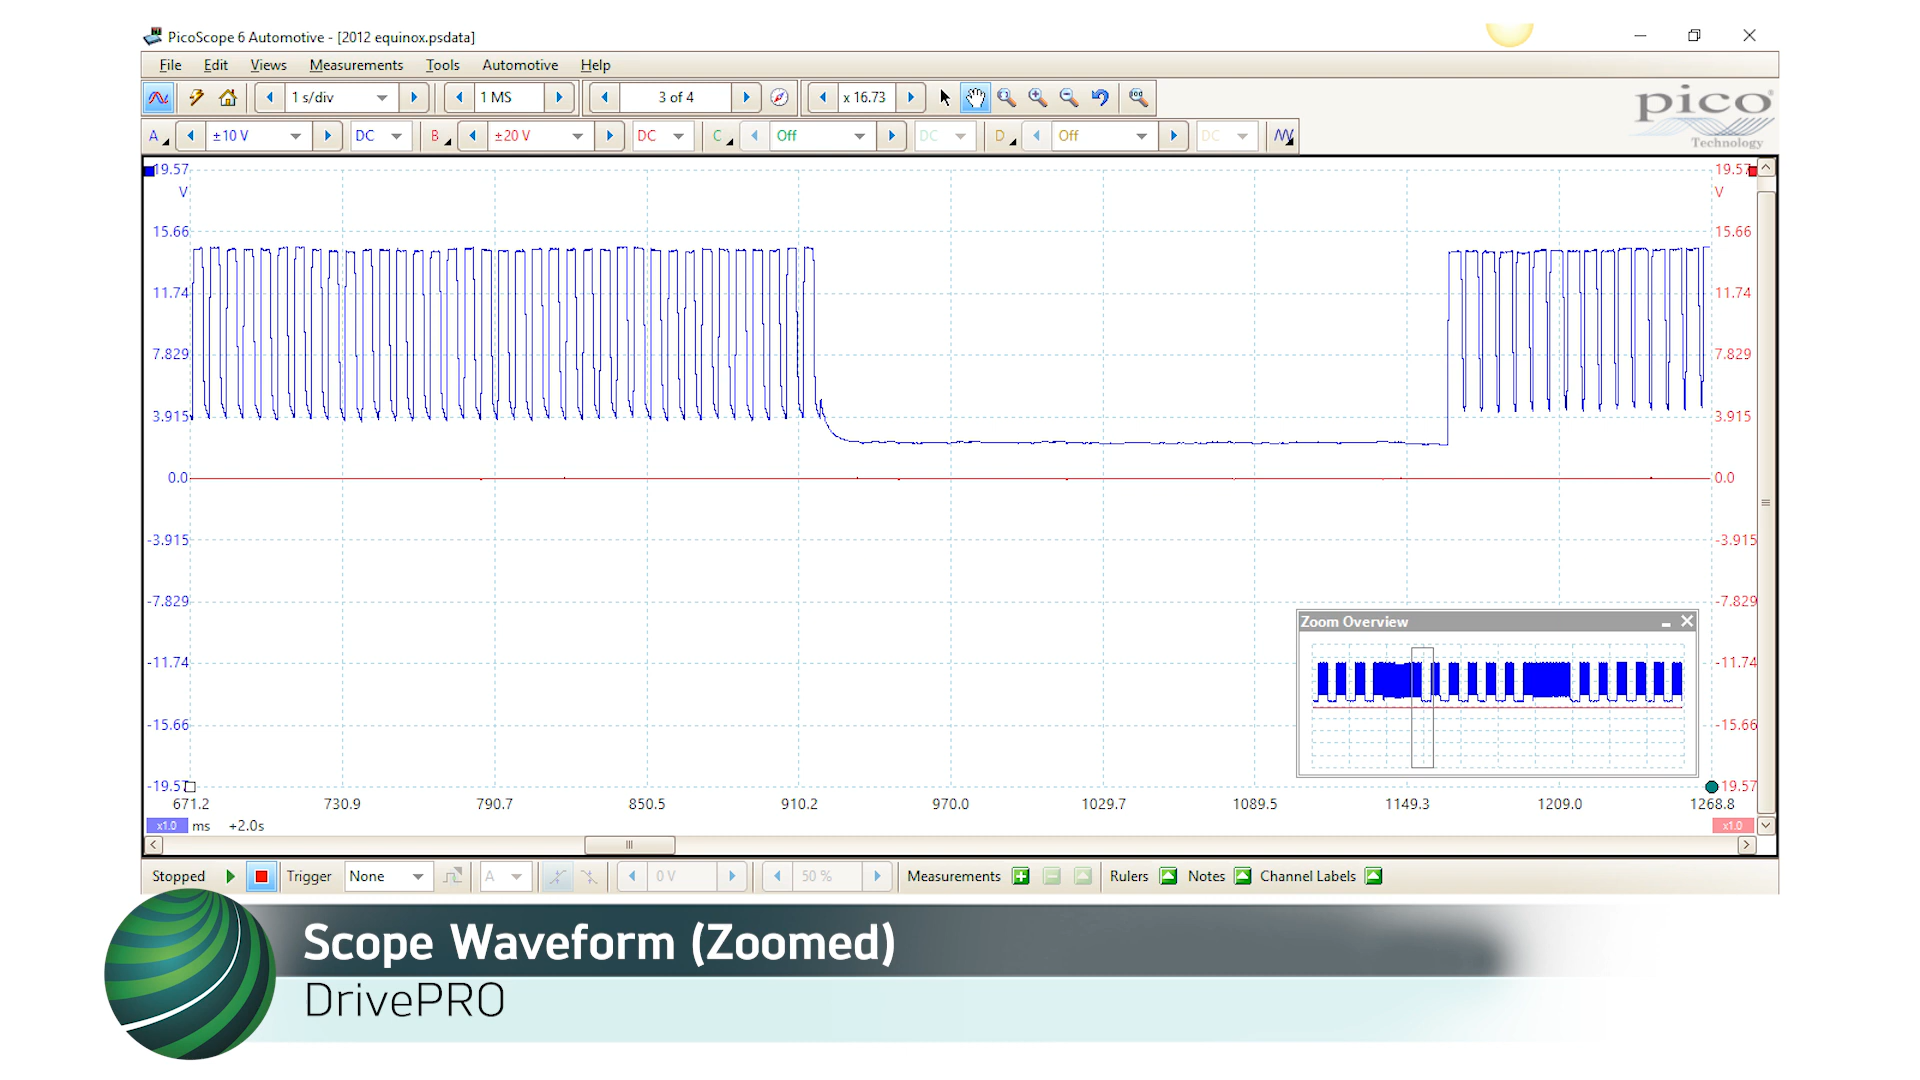 PicoScope 6 Automotive - [2012 equinox.psdata]
File Edit Views Measurements Tools Automotive Help
1 s/div 1 MS 3 of 4 x 16.73
A ±10 V DC B ±20 V DC C Off DC D Off DC
pico
Technology
19.57 19.57
V V
15.66 15.66
11.74 11.74
7.829 7.829
3.915 3.915
0.0 0.0
-3.915 -3.915
-7.829 -7.829
Zoom Overview
-11.74 -11.74
-15.66 -15.66
-19.57 19.57
671.2 730.9 790.7 850.5 910.2 970.0 1029.7 1089.5 1149.3 1209.0 1268.8
x1.0 ms +2.0s x1.0
Stopped Trigger None A 0 V 50 % Measurements Rulers Notes Channel Labels
Scope Waveform (Zoomed)
DrivePRO